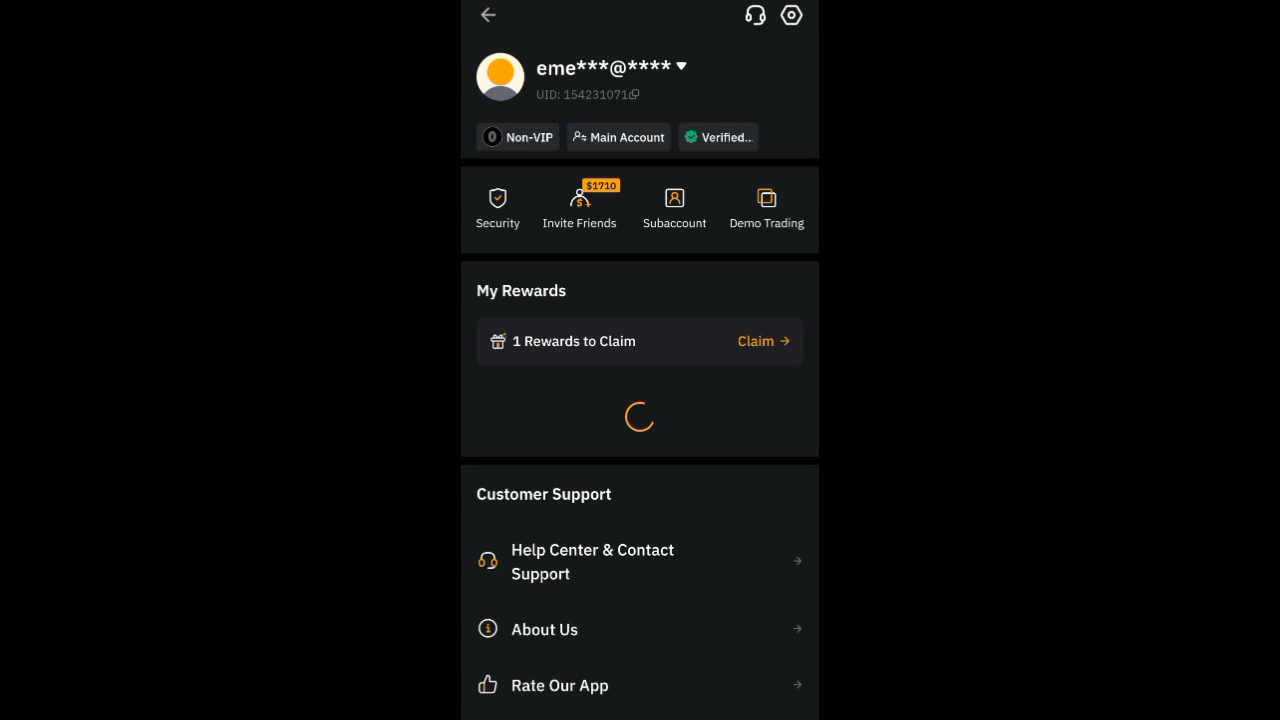 eme***@****
UID: 154231071
0 Non-VIP Main Account Verified...
$1710
Security Invite Friends Subaccount Demo Trading
My Rewards
1 Rewards to Claim Claim
Customer Support
Help Center & Contact
Support
About Us
Rate Our App